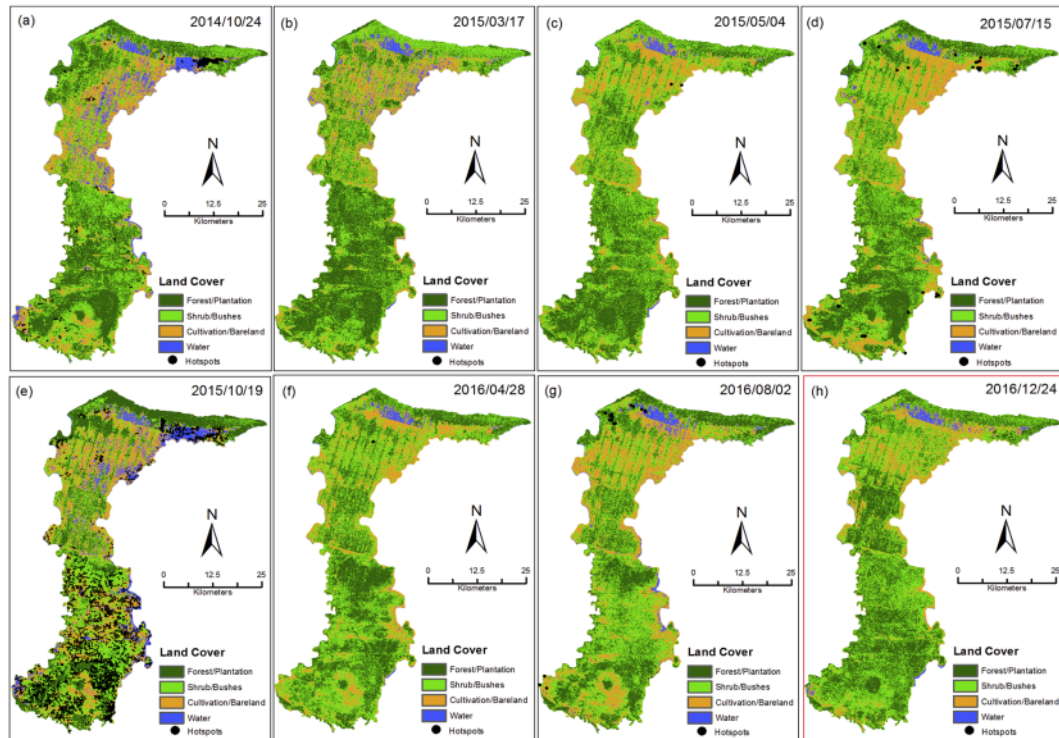 (a) 2014/10/24
N
0 12.5 25
Kilometers
Land Cover
Forest/Plantation
Shrub/Bushes
Cultivation/Bareland
Water
Hotspots
(b) 2015/03/17
N
0 12.5 25
Kilometers
Land Cover
Forest/Plantation
Shrub/Bushes
Cultivation/Bareland
Water
Hotspots
(c) 2015/05/04
N
0 12.5 25
Kilometers
Land Cover
Forest/Plantation
Shrub/Bushes
Cultivation/Bareland
Water
Hotspots
(d) 2015/07/15
N
0 12.5 25
Kilometers
Land Cover
Forest/Plantation
Shrub/Bushes
Cultivation/Bareland
Water
Hotspots
(e) 2015/10/19
N
0 12.5 25
Kilometers
Land Cover
Forest/Plantation
Shrub/Bushes
Cultivation/Bareland
Water
Hotspots
(f) 2016/04/28
N
0 12.5 25
Kilometers
Land Cover
Forest/Plantation
Shrub/Bushes
Cultivation/Bareland
Water
Hotspots
(g) 2016/08/02
N
0 12.5 25
Kilometers
Land Cover
Forest/Plantation
Shrub/Bushes
Cultivation/Bareland
Water
Hotspots
(h) 2016/12/24
N
0 12.5 25
Kilometers
Land Cover
Forest/Plantation
Shrub/Bushes
Cultivation/Bareland
Water
Hotspots